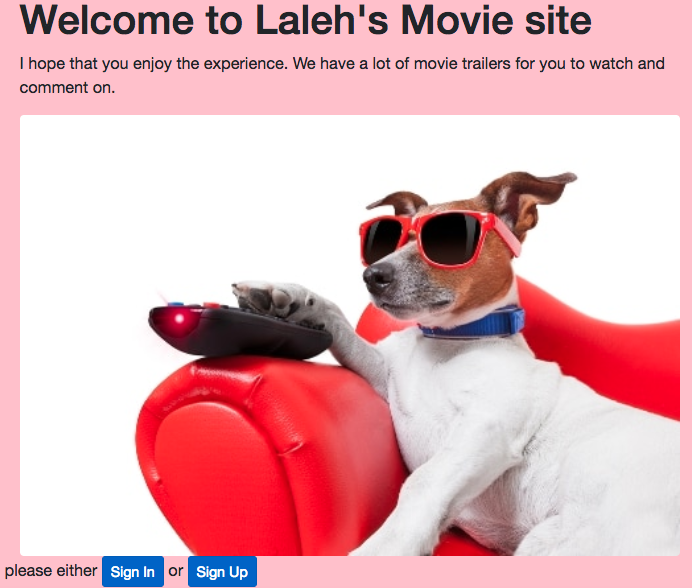 Welcome to Laleh's Movie site
I hope that you enjoy the experience. We have a lot of movie trailers for you to watch and
comment on.
please either Sign In or Sign Up